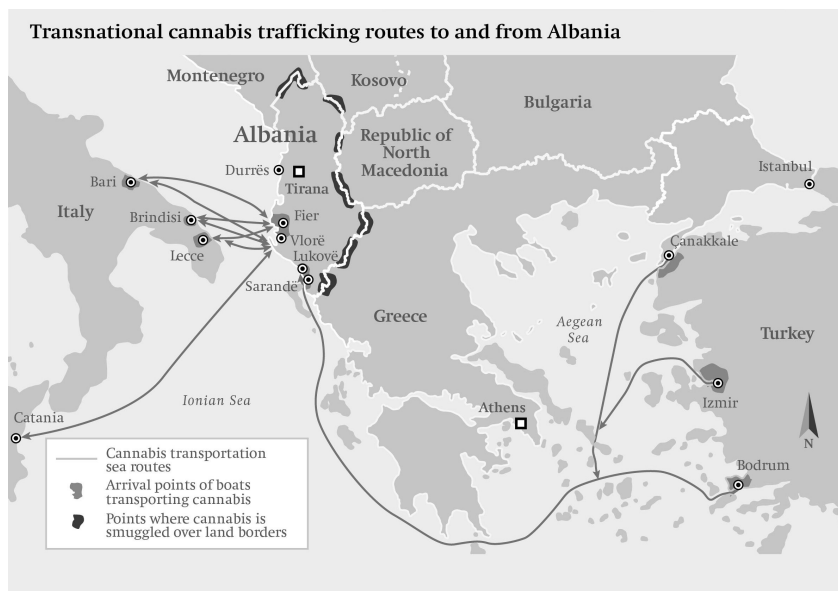 Transnational cannabis trafficking routes to and from Albania
Montenegro
Kosovo
Bulgaria
Albania
Republic of
North
Macedonia
Durrës
Tirana
Istanbul
Bari
Italy
Brindisi
Fier
Lecce
Vlorë
Lukovë
Sarandë
Çanakkale
Greece
Aegean
Sea
Turkey
Ionian Sea
Athens
Izmir
Catania
N
Bodrum
Cannabis transportation
sea routes
Arrival points of boats
transporting cannabis
Points where cannabis is
smuggled over land borders